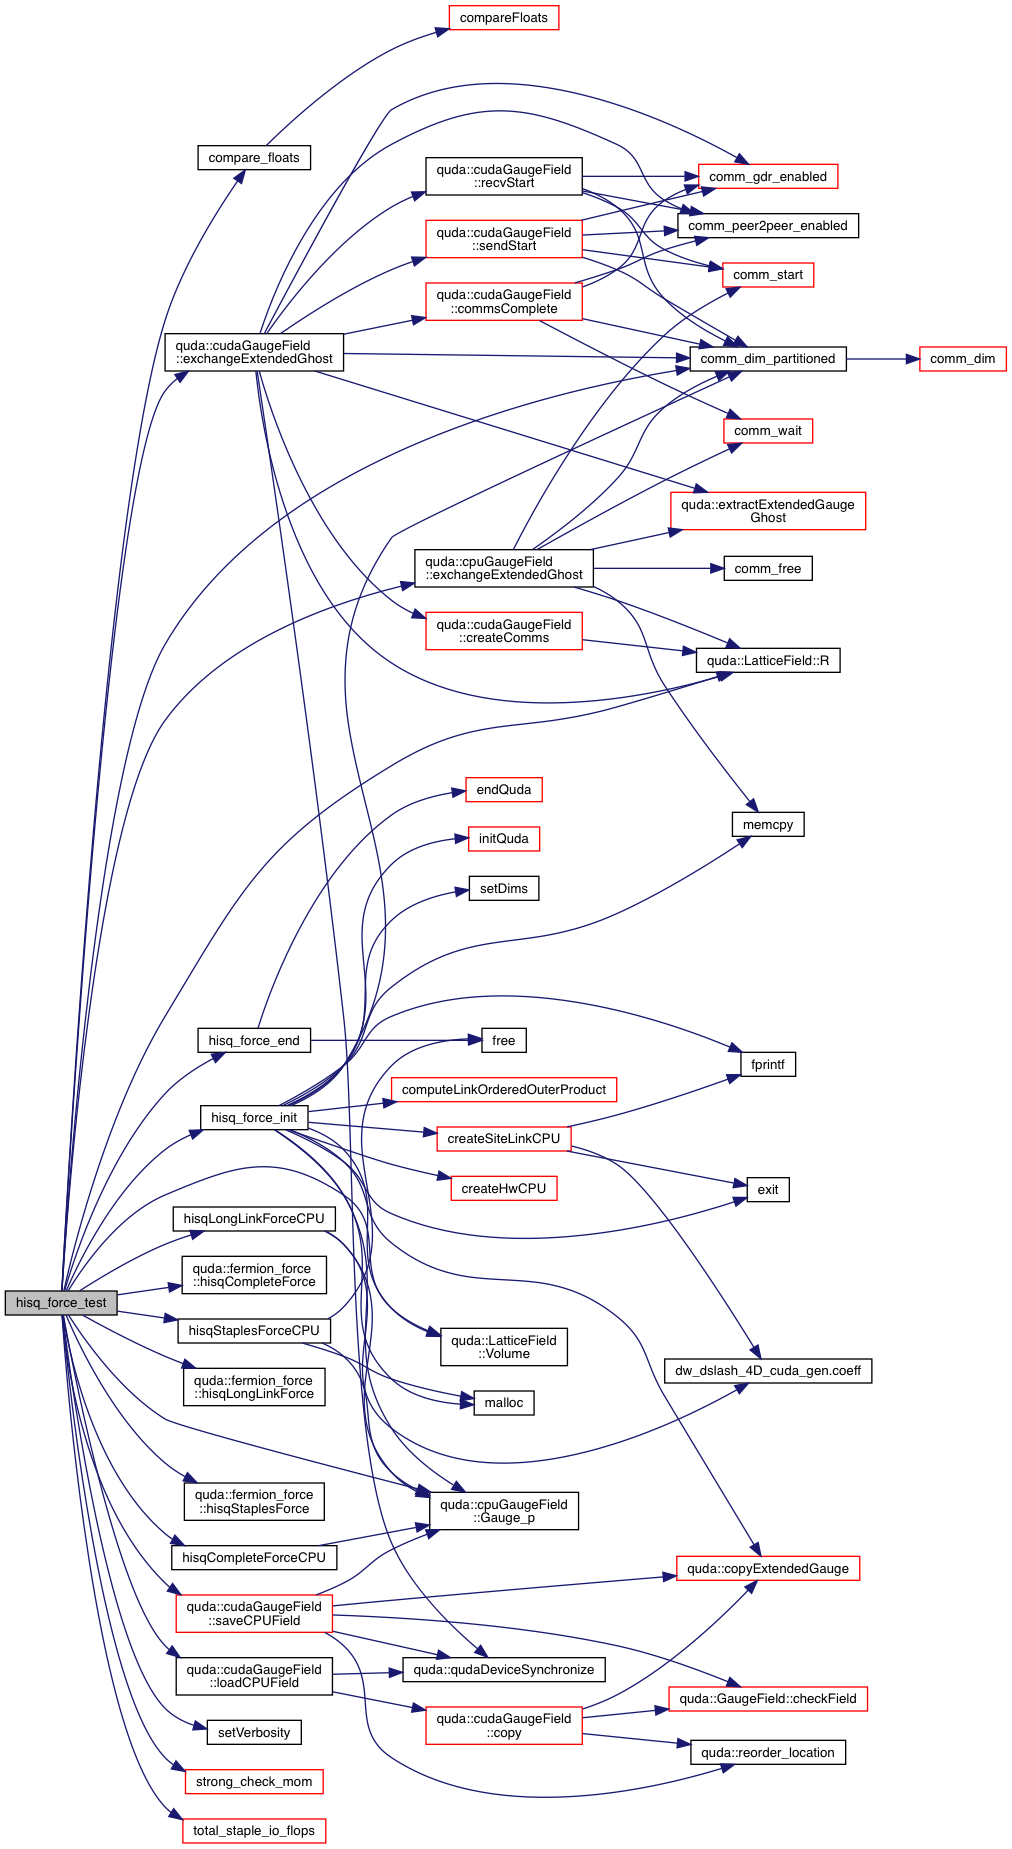 compareFloats
compare_floats
quda::cudaGaugeField
::recvStart
comm_gdr_enabled
quda::cudaGaugeField
::sendStart
comm_peer2peer_enabled
comm_start
quda::cudaGaugeField
::commsComplete
quda::cudaGaugeField
::exchangeExtendedGhost
comm_dim_partitioned
comm_dim
comm_wait
quda::extractExtendedGauge
Ghost
quda::cpuGaugeField
::exchangeExtendedGhost
comm_free
quda::cudaGaugeField
::createComms
quda::LatticeField::R
endQuda
memcpy
initQuda
setDims
hisq_force_end
free
fprintf
computeLinkOrderedOuterProduct
hisq_force_init
createSiteLinkCPU
createHwCPU
exit
hisqLongLinkForceCPU
quda::fermion_force
::hisqCompleteForce
hisq_force_test
hisqStaplesForceCPU
quda::LatticeField
::Volume
quda::fermion_force
::hisqLongLinkForce
dw_dslash_4D_cuda_gen.coeff
malloc
quda::fermion_force
::hisqStaplesForce
quda::cpuGaugeField
::Gauge_p
hisqCompleteForceCPU
quda::copyExtendedGauge
quda::cudaGaugeField
::saveCPUField
quda::cudaGaugeField
::loadCPUField
quda::qudaDeviceSynchronize
quda::GaugeField::checkField
quda::cudaGaugeField
::copy
setVerbosity
quda::reorder_location
strong_check_mom
total_staple_io_flops